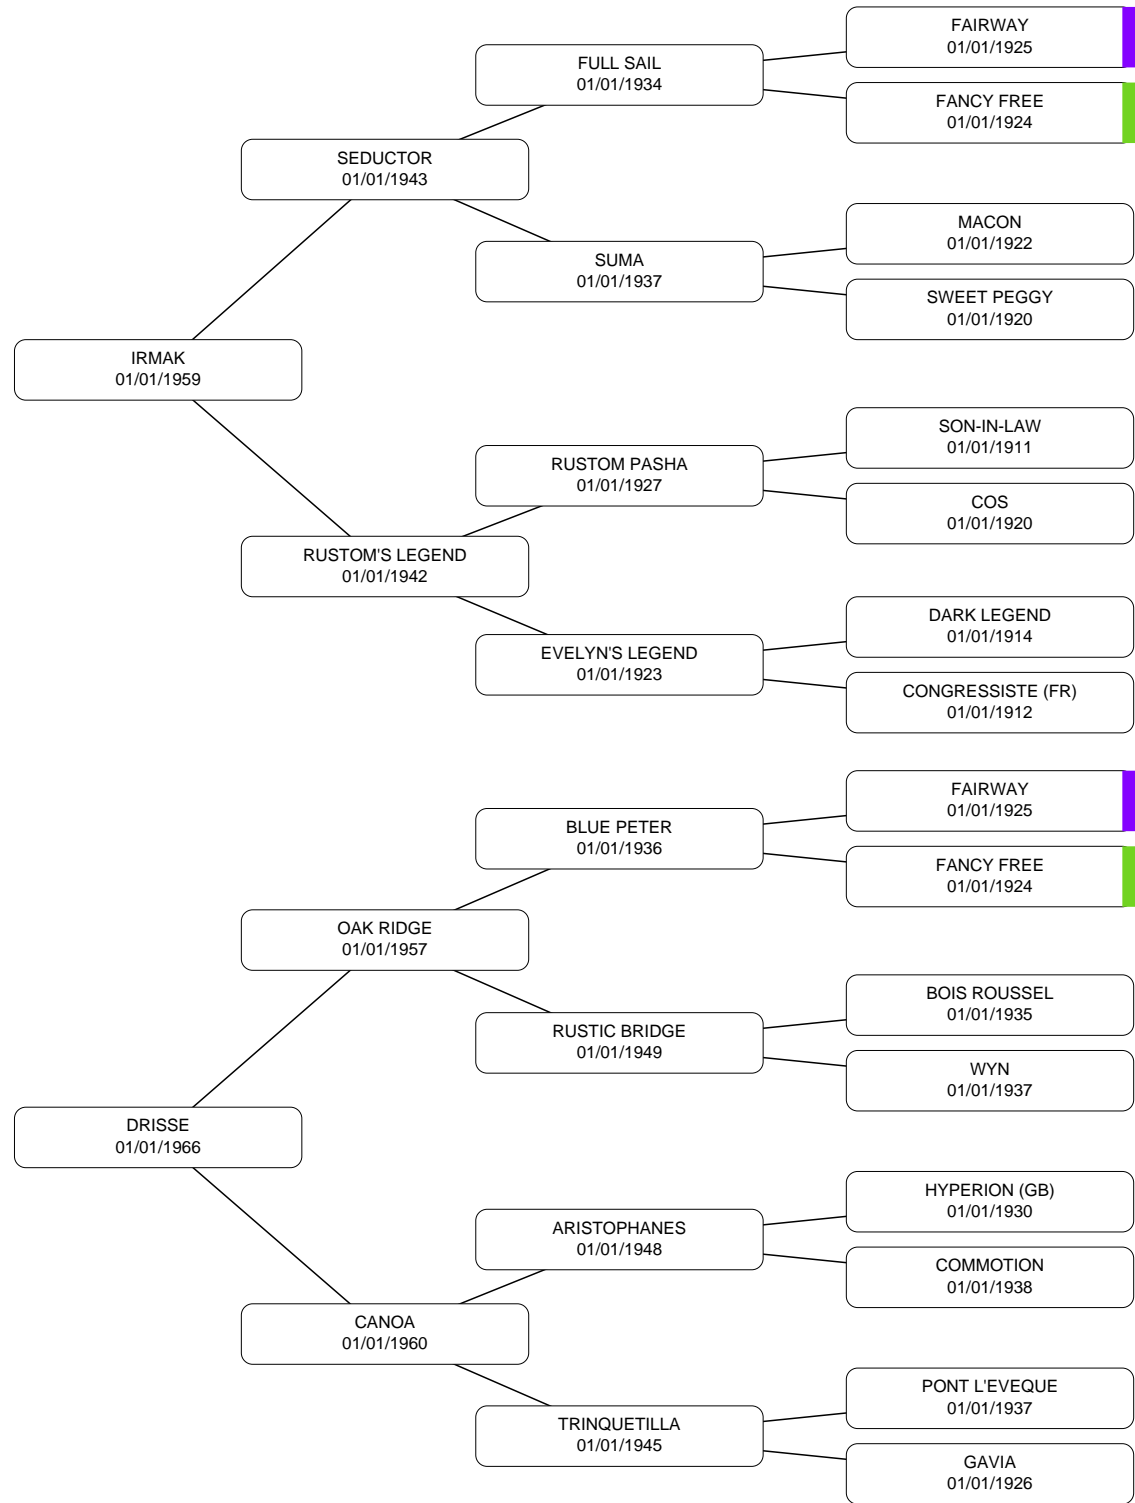 FAIRWAY
01/01/1925
FULL SAIL
01/01/1934
FANCY FREE
01/01/1924
SEDUCTOR
01/01/1943
MACON
01/01/1922
SUMA
01/01/1937
SWEET PEGGY
01/01/1920
IRMAK
01/01/1959
SON-IN-LAW
01/01/1911
RUSTOM PASHA
01/01/1927
COS
01/01/1920
RUSTOM'S LEGEND
01/01/1942
DARK LEGEND
01/01/1914
EVELYN'S LEGEND
01/01/1923
CONGRESSISTE (FR)
01/01/1912
FAIRWAY
01/01/1925
BLUE PETER
01/01/1936
FANCY FREE
01/01/1924
OAK RIDGE
01/01/1957
BOIS ROUSSEL
01/01/1935
RUSTIC BRIDGE
01/01/1949
WYN
01/01/1937
DRISSE
01/01/1966
HYPERION (GB)
01/01/1930
ARISTOPHANES
01/01/1948
COMMOTION
01/01/1938
CANOA
01/01/1960
PONT L'EVEQUE
01/01/1937
TRINQUETILLA
01/01/1945
GAVIA
01/01/1926